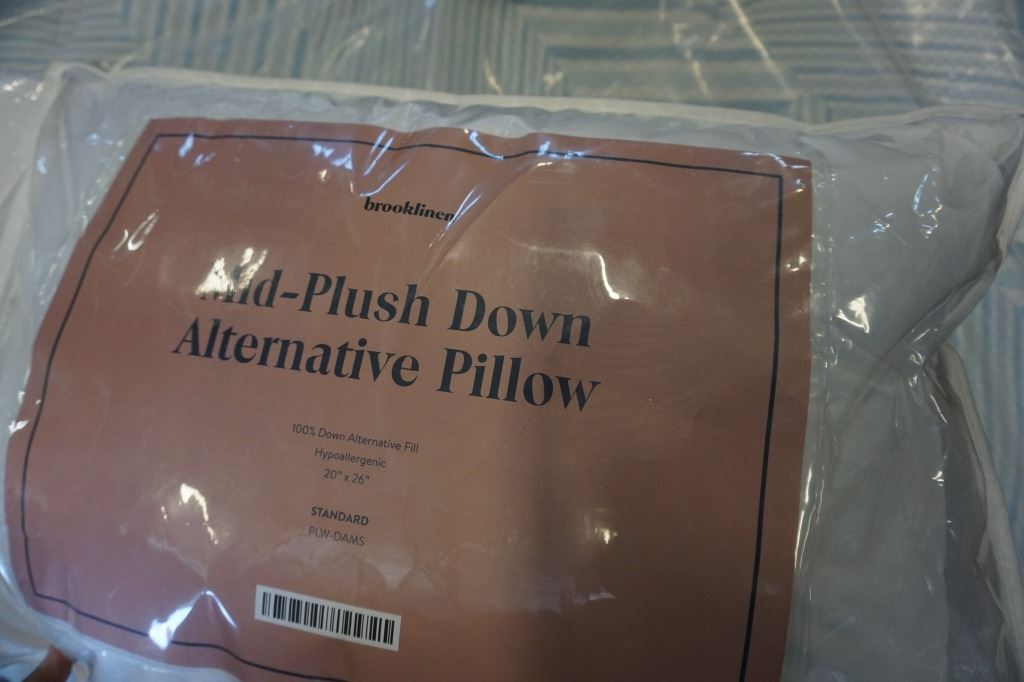 brooklinen
Mid-Plush Down
Alternative Pillow
100% Down Alternative Fill
Hypoallergenic
20" x 26"
STANDARD
PLW-DAMS